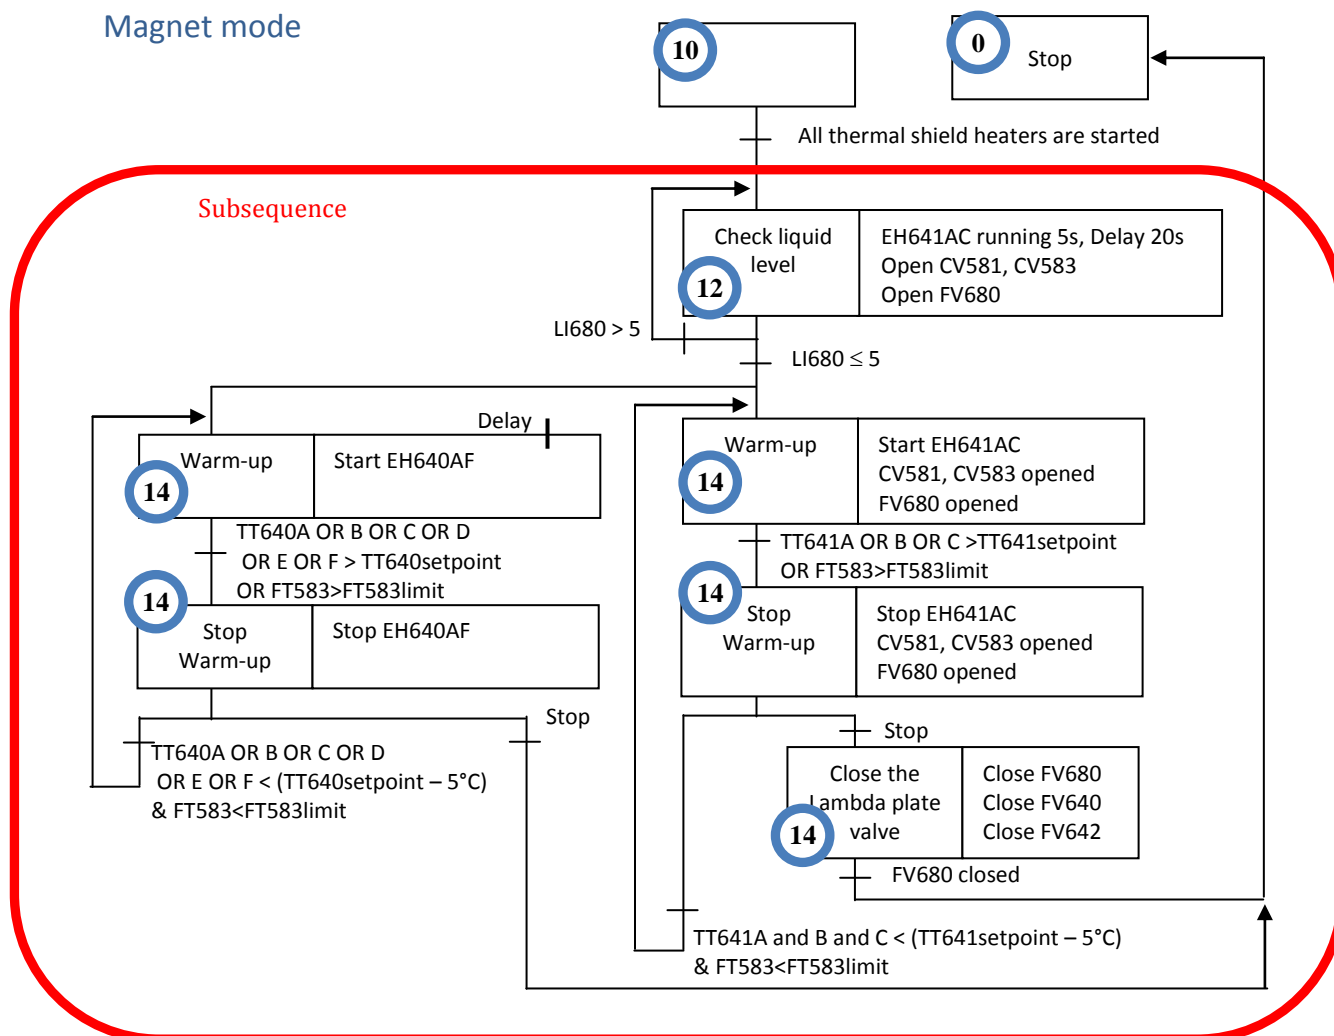 Magnet mode
10
0
Stop
All thermal shield heaters are started
Subsequence
Check liquid
level
12
EH641AC running 5s, Delay 20s
Open CV581, CV583
Open FV680
LI680 > 5
LI680 ≤ 5
Delay
Warm-up
14
Start EH640AF
Warm-up
14
Start EH641AC
CV581, CV583 opened
FV680 opened
TT640A OR B OR C OR D
OR E OR F > TT640setpoint
OR FT583>FT583limit
TT641A OR B OR C >TT641setpoint
OR FT583>FT583limit
14
Stop
Warm-up
Stop EH640AF
14
Stop
Warm-up
Stop EH641AC
CV581, CV583 opened
FV680 opened
Stop
Stop
TT640A OR B OR C OR D
OR E OR F < (TT640setpoint – 5°C)
& FT583<FT583limit
Close the
Lambda plate
valve
14
Close FV680
Close FV640
Close FV642
FV680 closed
TT641A and B and C < (TT641setpoint – 5°C)
& FT583<FT583limit